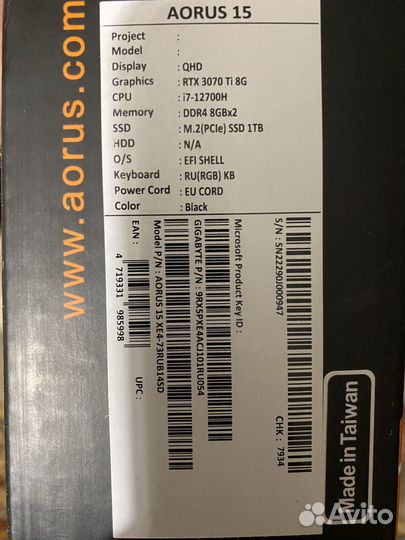 www.aorus.com
AORUS 15
Project :
Model :
Display : QHD
Graphics : RTX 3070 Ti 8G
CPU : i7-12700H
Memory : DDR4 8GBx2
SSD : M.2(PCIe) SSD 1TB
HDD : N/A
O/S : EFI SHELL
Keyboard : RU(RGB) KB
Power Cord : EU CORD
Color : Black
S/N : SN22290J000947
CHK : 7934
Microsoft Product Key ID :
GIGABYTE P/N : 9RX5PXE4ACJ101RU054
Model P/N : AORUS 15 XE4-73RUB14SD
EAN :
4 719331 985998
UPC :
Made in Taiwan
Avito